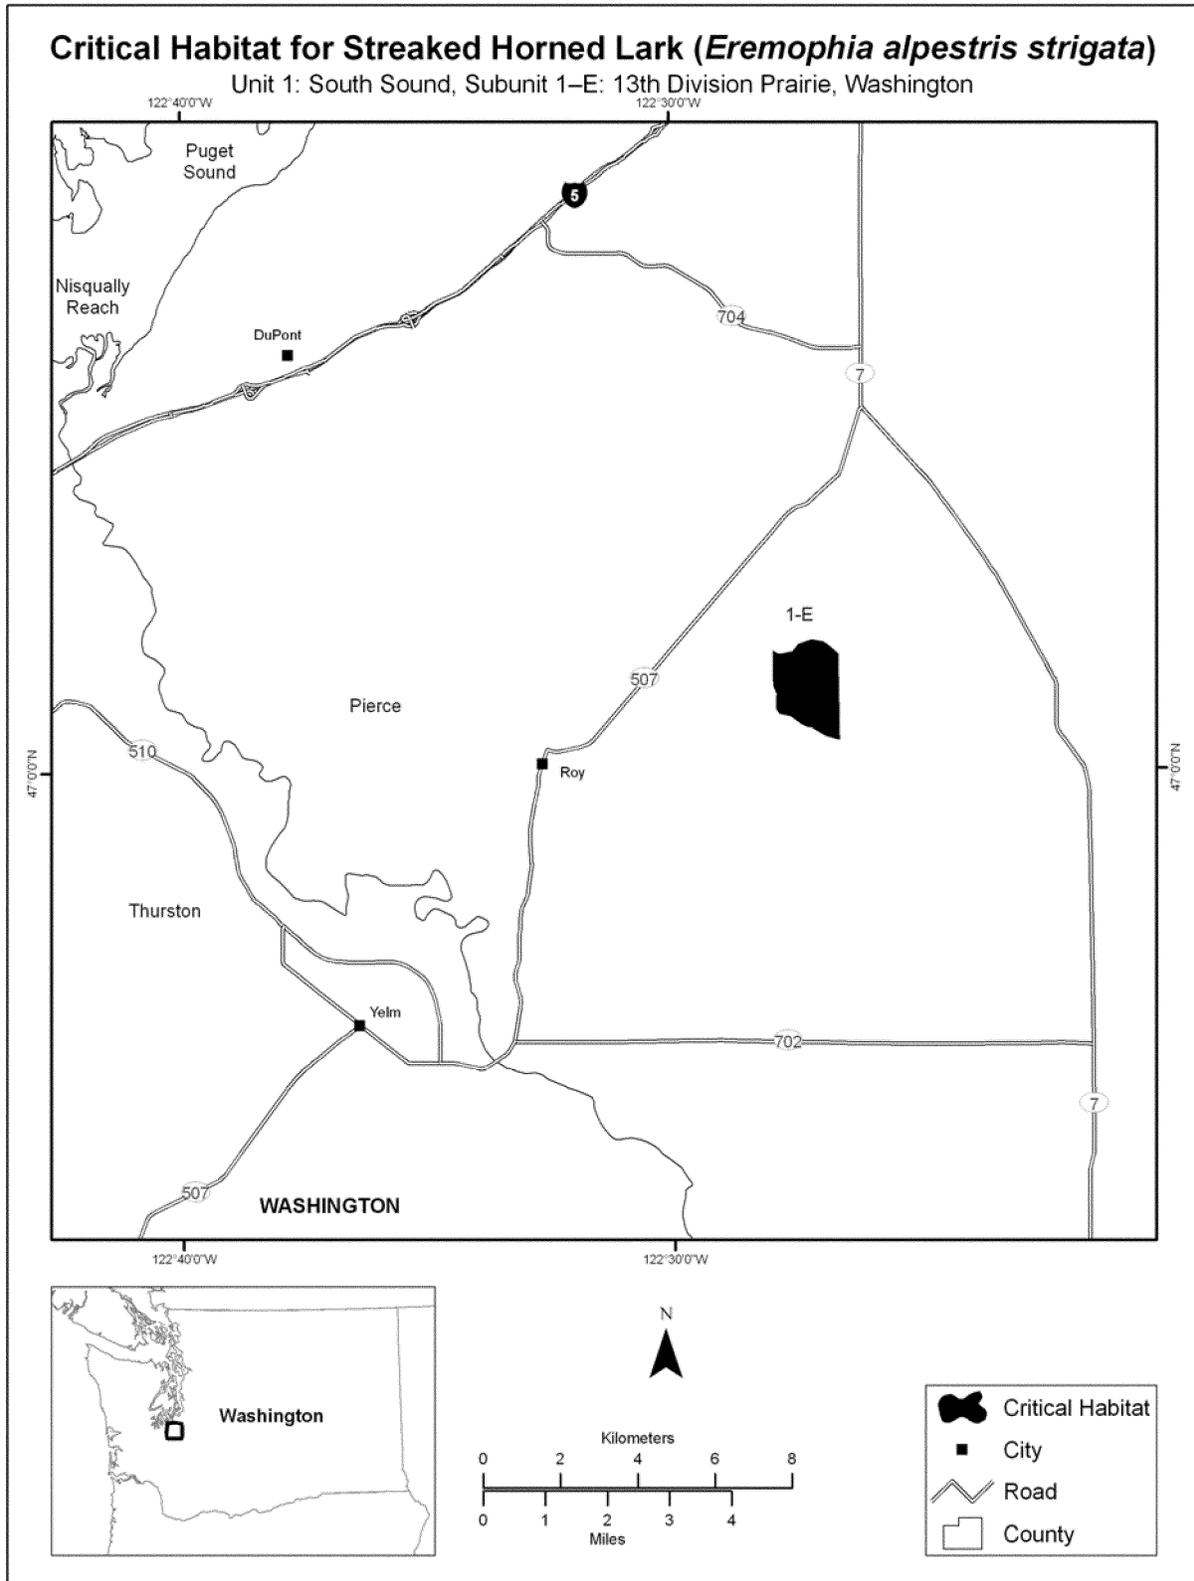 Critical Habitat for Streaked Horned Lark (Eremophia alpestris strigata)
Unit 1: South Sound, Subunit 1–E: 13th Division Prairie, Washington
122°40'0"W
122°30'0"W
Puget
Sound
5
Nisqually
Reach
704
DuPont
7
1-E
507
Pierce
510
47°0'0"N
47°0'0"N
Roy
Thurston
Yelm
702
7
507
WASHINGTON
122°40'0"W
122°30'0"W
N
Washington
Kilometers
0 2 4 6 8
0 1 2 3 4
Miles
Critical Habitat
City
Road
County